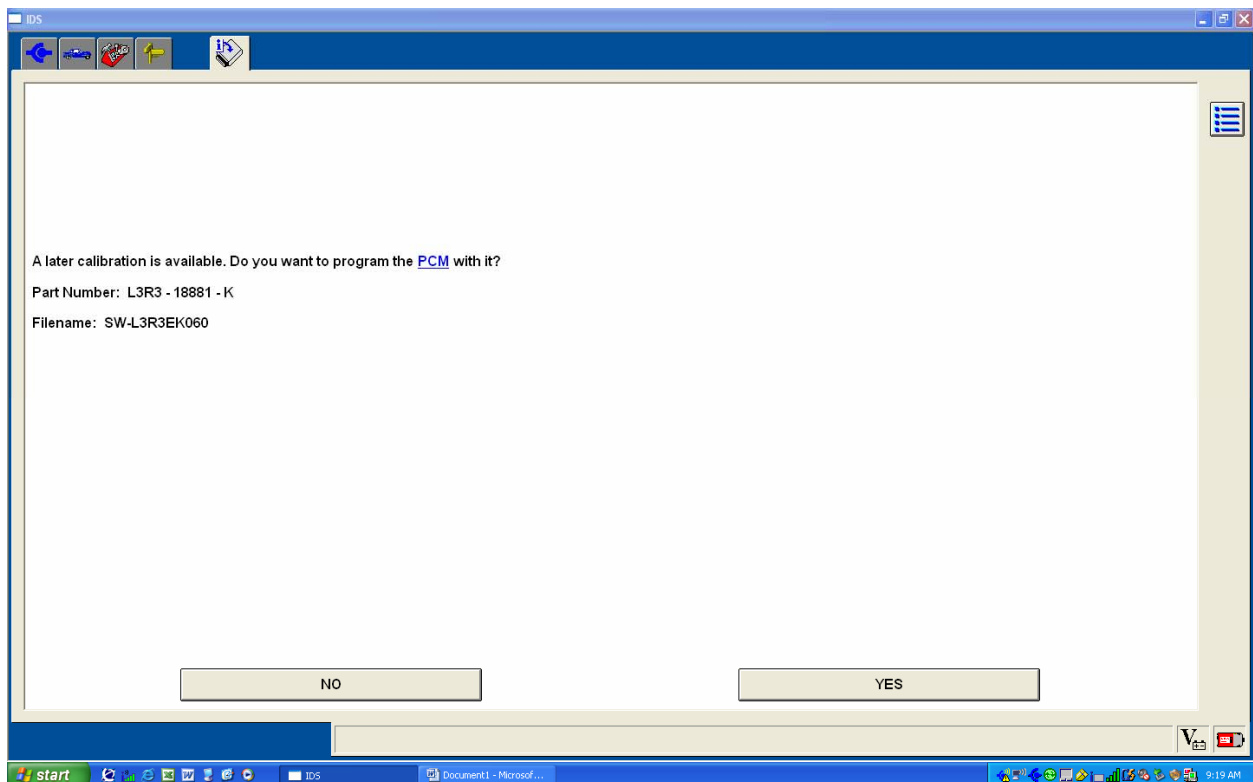 IDS
A later calibration is available. Do you want to program the PCM with it?
Part Number: L3R3 - 18881 - K
Filename: SW-L3R3EK060
NO
YES
V
start
IDS
Document1 - Microsof...
9:19 AM